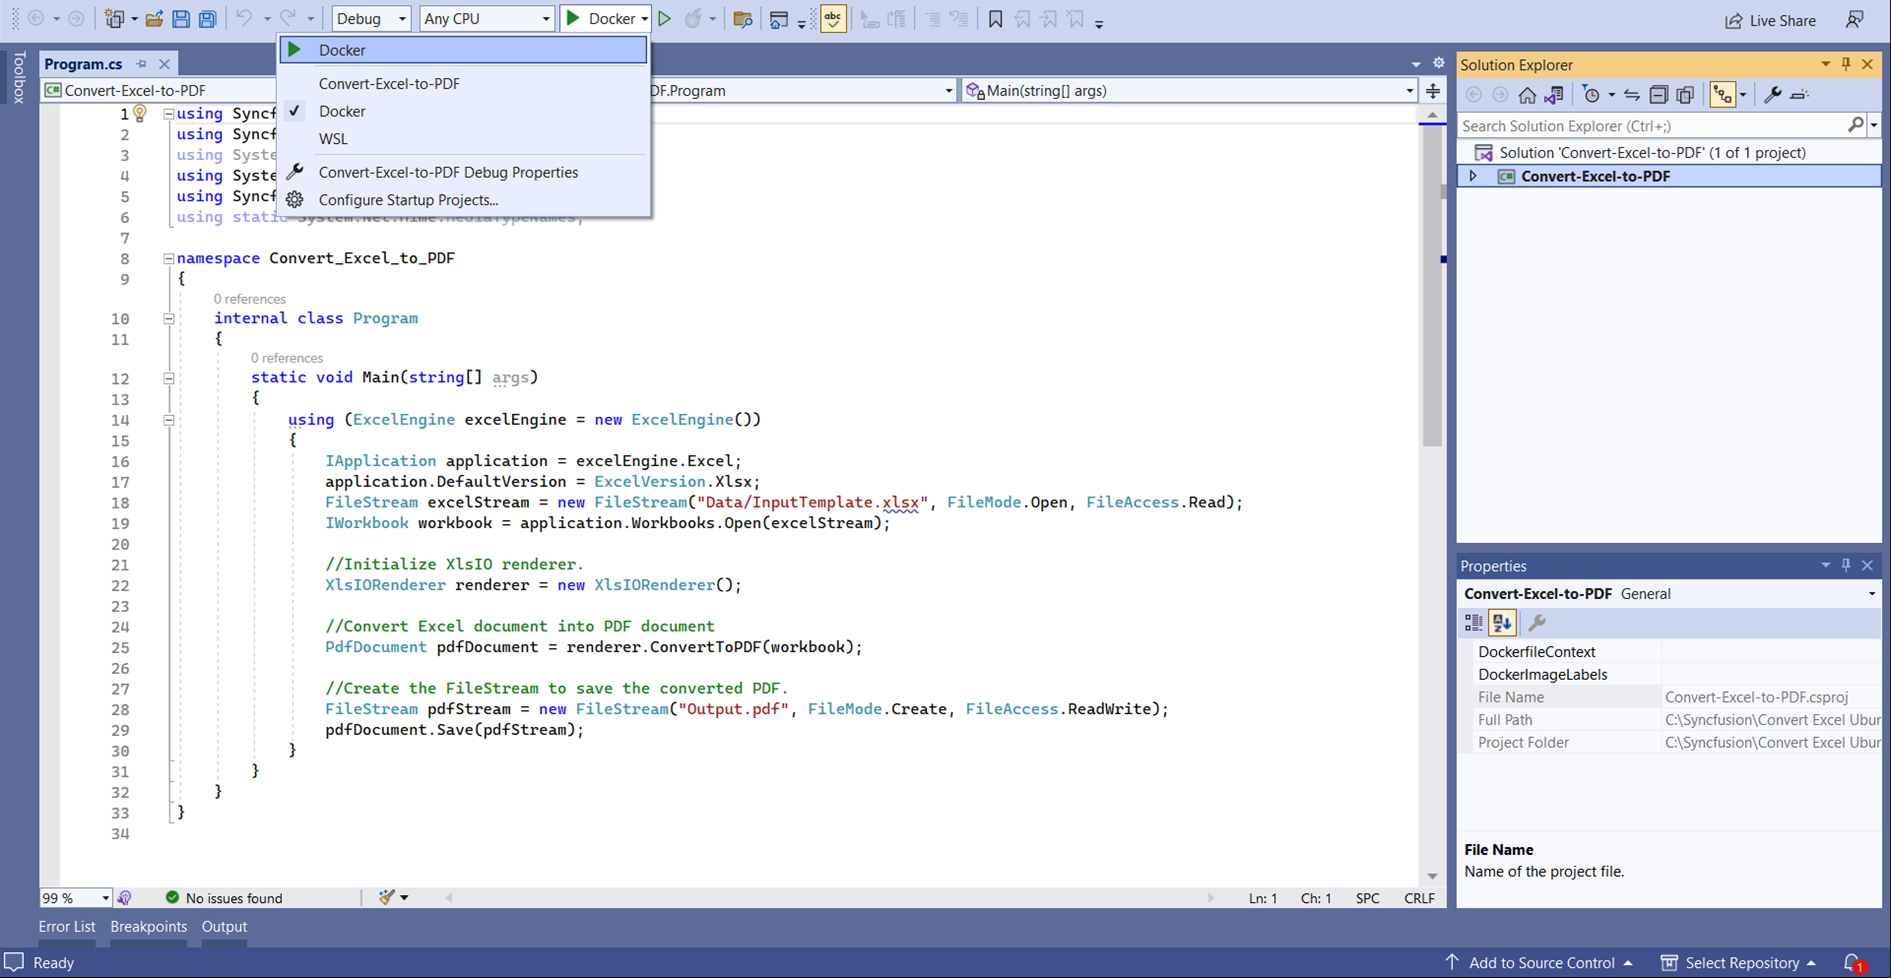 Debug
Any CPU
Docker
Live Share
Toolbox
Program.cs
Docker
Convert-Excel-to-PDF
Docker
WSL
Convert-Excel-to-PDF Debug Properties
Configure Startup Projects...
Convert-Excel-to-PDF
DF.Program
Main(string[] args)
1 using Syncf
2 using Syncf
3 using Syste
4 using Syste
5 using Syncf
6 using static System.Net.Mime.MediaTypeNames;
7
8 namespace Convert_Excel_to_PDF
9 {
0 references
10 internal class Program
11 {
0 references
12 static void Main(string[] args)
13 {
14 using (ExcelEngine excelEngine = new ExcelEngine())
15 {
16 IApplication application = excelEngine.Excel;
17 application.DefaultVersion = ExcelVersion.Xlsx;
18 FileStream excelStream = new FileStream("Data/InputTemplate.xlsx", FileMode.Open, FileAccess.Read);
19 IWorkbook workbook = application.Workbooks.Open(excelStream);
20
21 //Initialize XlsIO renderer.
22 XlsIORenderer renderer = new XlsIORenderer();
23
24 //Convert Excel document into PDF document
25 PdfDocument pdfDocument = renderer.ConvertToPDF(workbook);
26
27 //Create the FileStream to save the converted PDF.
28 FileStream pdfStream = new FileStream("Output.pdf", FileMode.Create, FileAccess.ReadWrite);
29 pdfDocument.Save(pdfStream);
30 }
31 }
32 }
33 }
34
99 %
No issues found
Ln: 1 Ch: 1 SPC CRLF
Error List Breakpoints Output
Ready
Add to Source Control
Select Repository
1
Solution Explorer
Search Solution Explorer (Ctrl+;)
Solution 'Convert-Excel-to-PDF' (1 of 1 project)
Convert-Excel-to-PDF
Properties
Convert-Excel-to-PDF General
DockerfileContext
DockerImageLabels
File Name Convert-Excel-to-PDF.csproj
Full Path C:\Syncfusion\Convert Excel Ubur
Project Folder C:\Syncfusion\Convert Excel Ubur
File Name
Name of the project file.